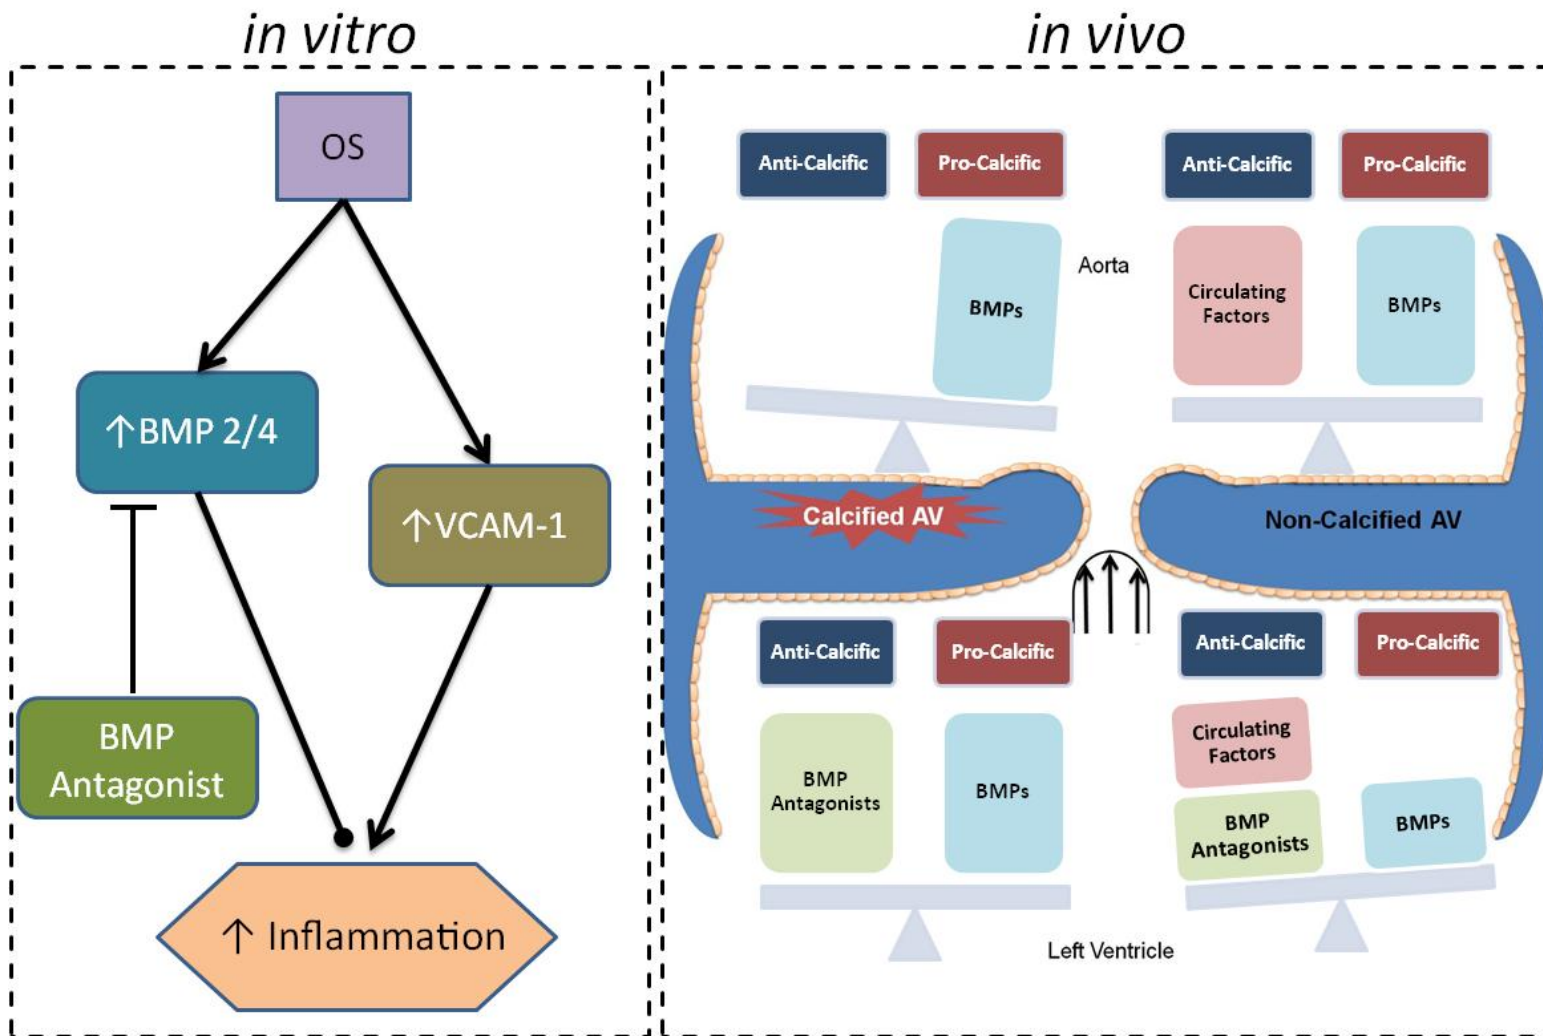 in vitro
OS
↑BMP 2/4
↑VCAM-1
BMP
Antagonist
↑ Inflammation
in vivo
Anti-Calcific
Pro-Calcific
Anti-Calcific
Pro-Calcific
BMPs
Aorta
Circulating
Factors
BMPs
Calcified AV
Non-Calcified AV
Anti-Calcific
Pro-Calcific
Anti-Calcific
Pro-Calcific
BMP
Antagonists
BMPs
Circulating
Factors
BMP
Antagonists
BMPs
Left Ventricle